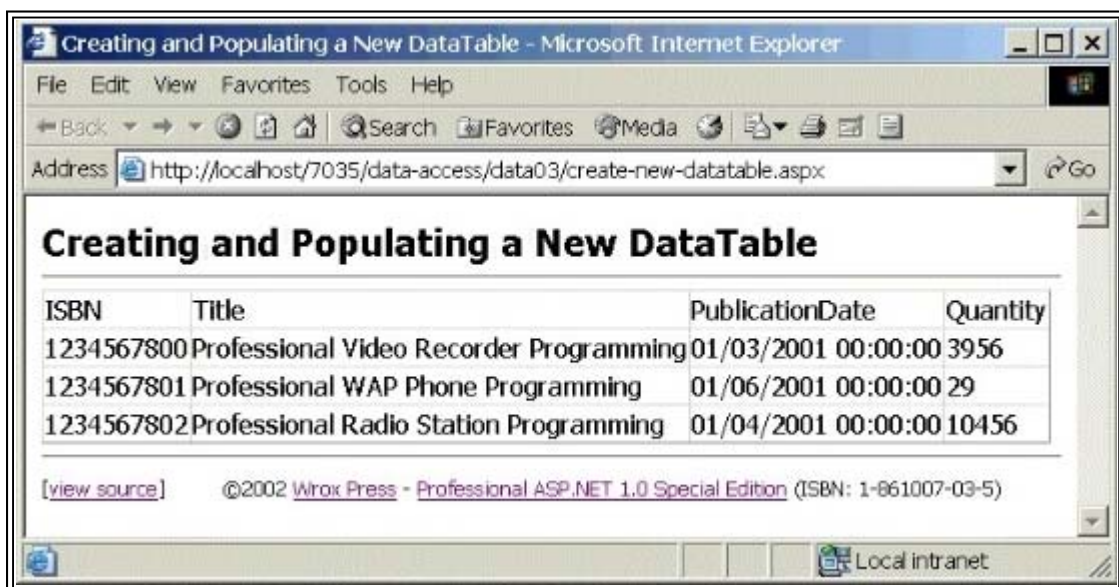 Creating and Populating a New DataTable - Microsoft Internet Explorer
File Edit View Favorites Tools Help
Back Search Favorites Media
Address http://localhost/7035/data-access/data03/create-new-datatable.aspx Go
Creating and Populating a New DataTable
ISBN Title PublicationDate Quantity
1234567800 Professional Video Recorder Programming 01/03/2001 00:00:00 3956
1234567801 Professional WAP Phone Programming 01/06/2001 00:00:00 29
1234567802 Professional Radio Station Programming 01/04/2001 00:00:00 10456
[view source] ©2002 Wrox Press - Professional ASP.NET 1.0 Special Edition (ISBN: 1-861007-03-5)
Local intranet